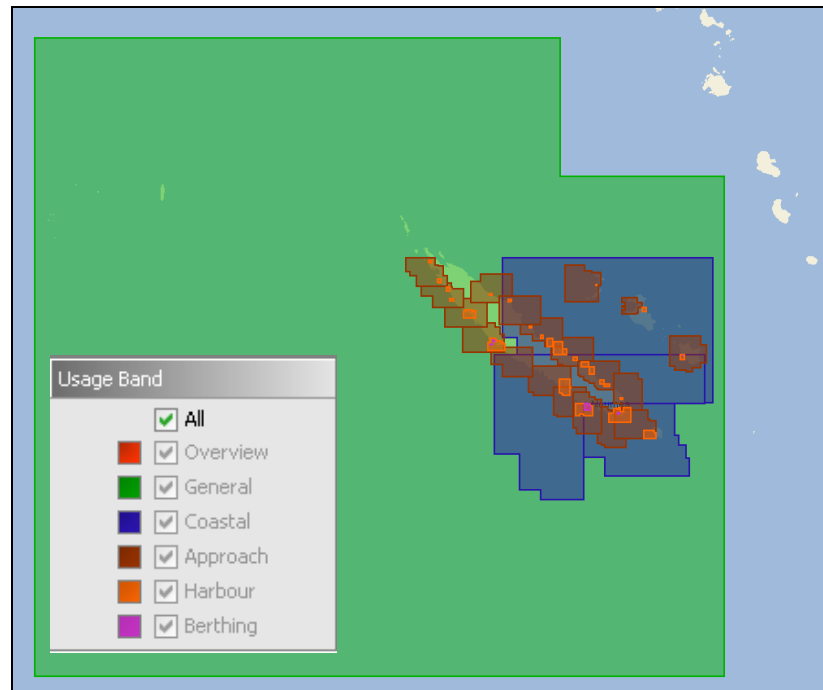 Usage Band
All
Overview
General
Coastal
Approach
Harbour
Berthing